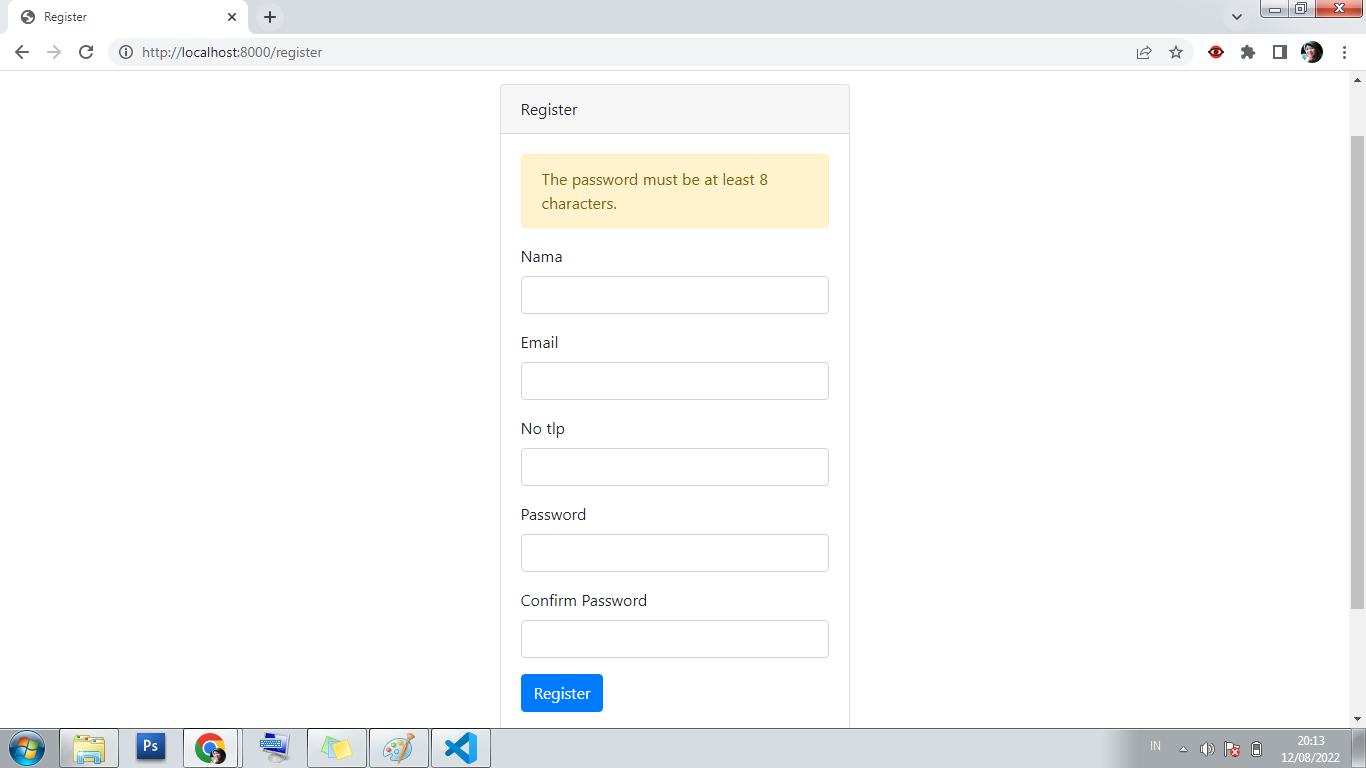 Register
http://localhost:8000/register
Register
The password must be at least 8
characters.
Nama
Email
No tlp
Password
Confirm Password
Register
Ps
IN
20:13
12/08/2022